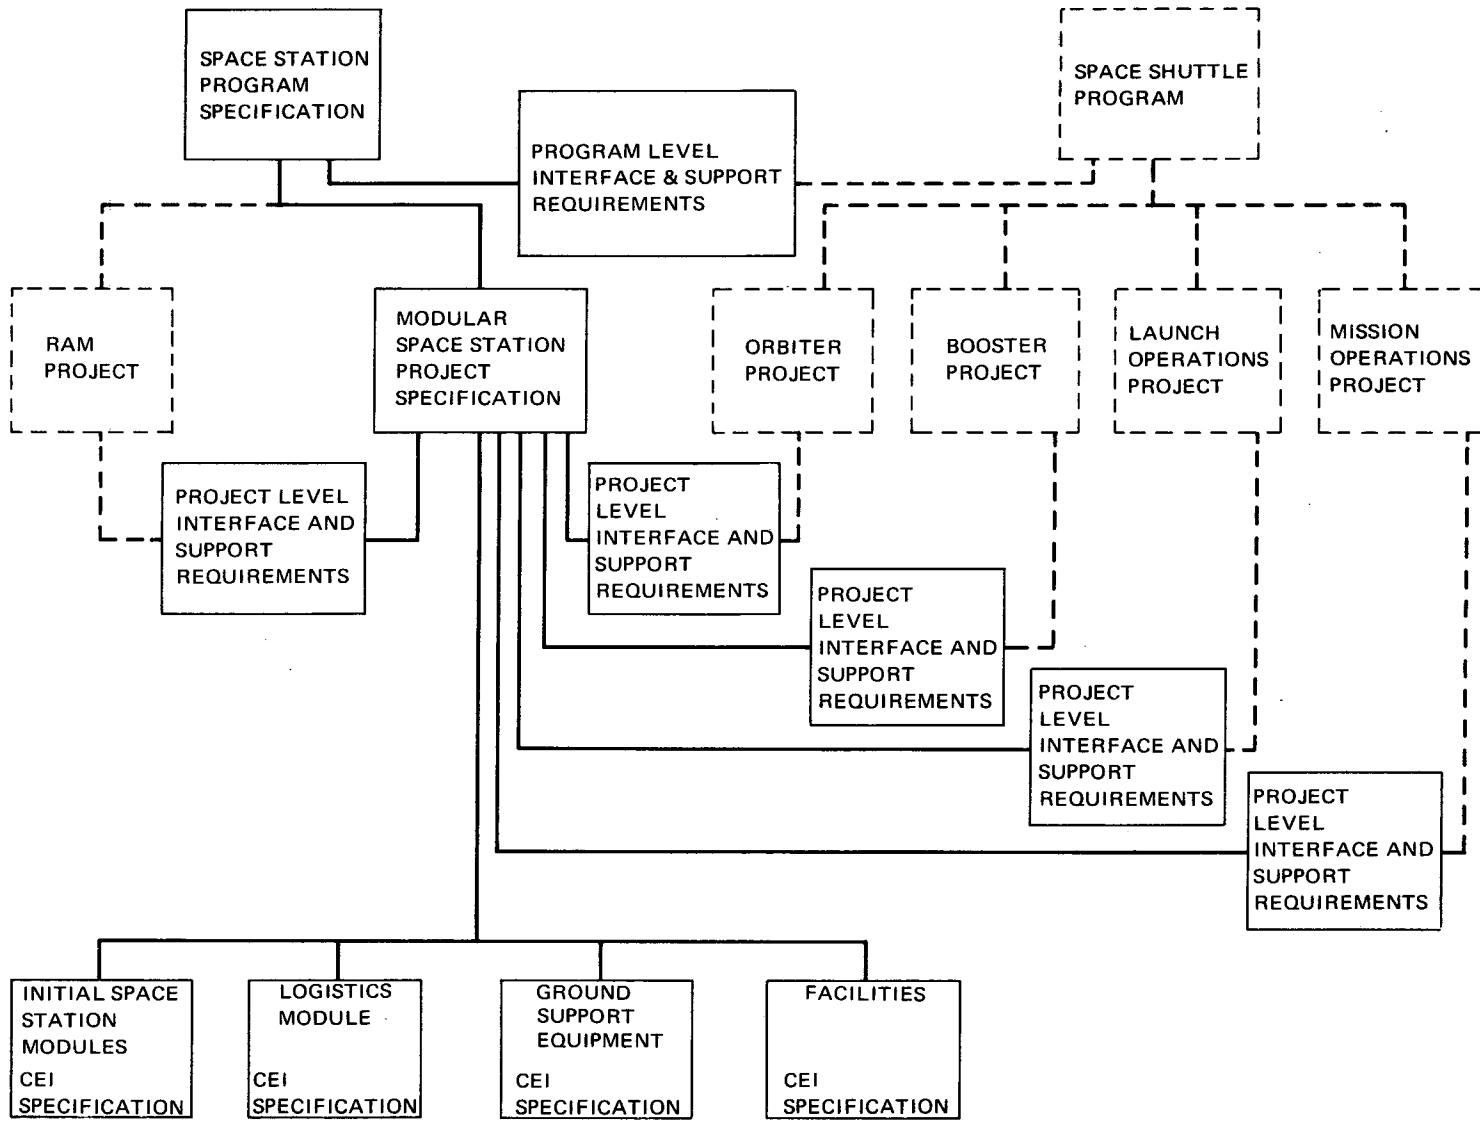 SPACE STATION
PROGRAM
SPECIFICATION
PROGRAM LEVEL
INTERFACE & SUPPORT
REQUIREMENTS
SPACE SHUTTLE
PROGRAM
RAM
PROJECT
MODULAR
SPACE STATION
PROJECT
SPECIFICATION
ORBITER
PROJECT
BOOSTER
PROJECT
LAUNCH
OPERATIONS
PROJECT
MISSION
OPERATIONS
PROJECT
PROJECT LEVEL
INTERFACE AND
SUPPORT
REQUIREMENTS
PROJECT
LEVEL
INTERFACE AND
SUPPORT
REQUIREMENTS
PROJECT
LEVEL
INTERFACE AND
SUPPORT
REQUIREMENTS
PROJECT
LEVEL
INTERFACE AND
SUPPORT
REQUIREMENTS
PROJECT
LEVEL
INTERFACE AND
SUPPORT
REQUIREMENTS
INITIAL SPACE
STATION
MODULES
CEI
SPECIFICATION
LOGISTICS
MODULE
CEI
SPECIFICATION
GROUND
SUPPORT
EQUIPMENT
CEI
SPECIFICATION
FACILITIES
CEI
SPECIFICATION